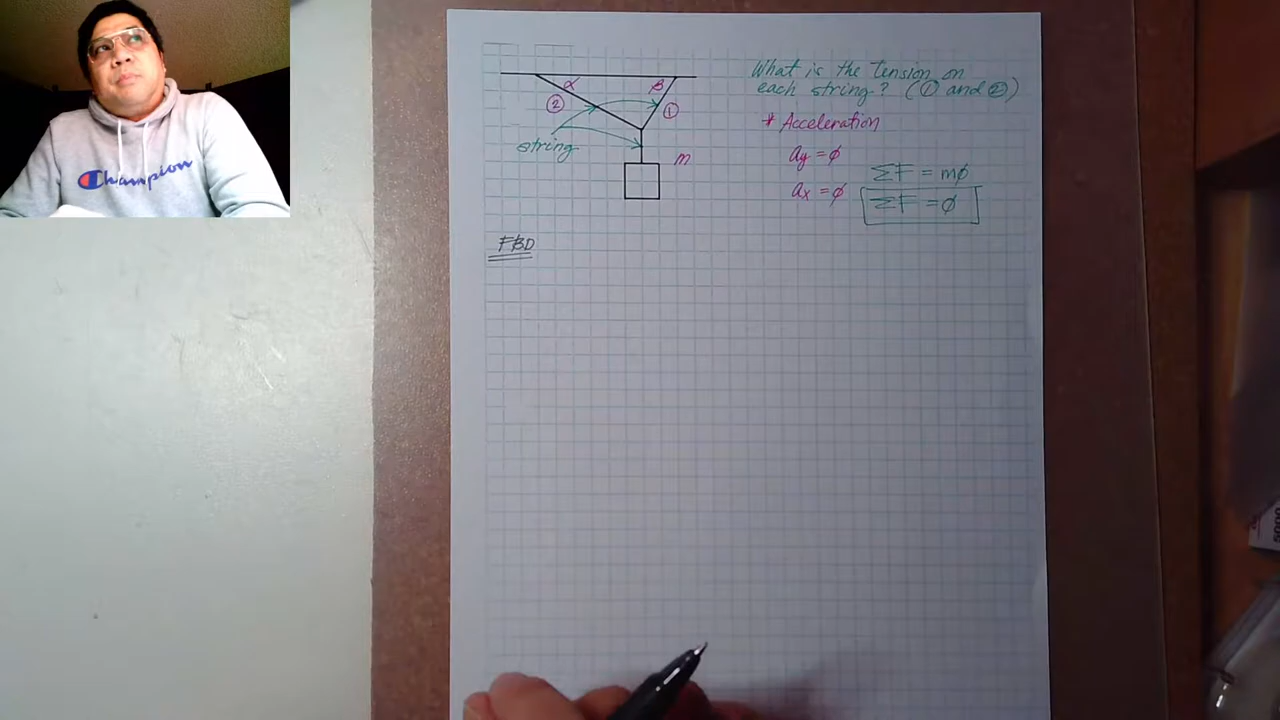 What is the tension on
each string? (① and ②)
α
β
②
①
string
m
* Acceleration
ay = ϕ
ax = ϕ
ΣF = mϕ
ΣF = ϕ
FBD
Champion